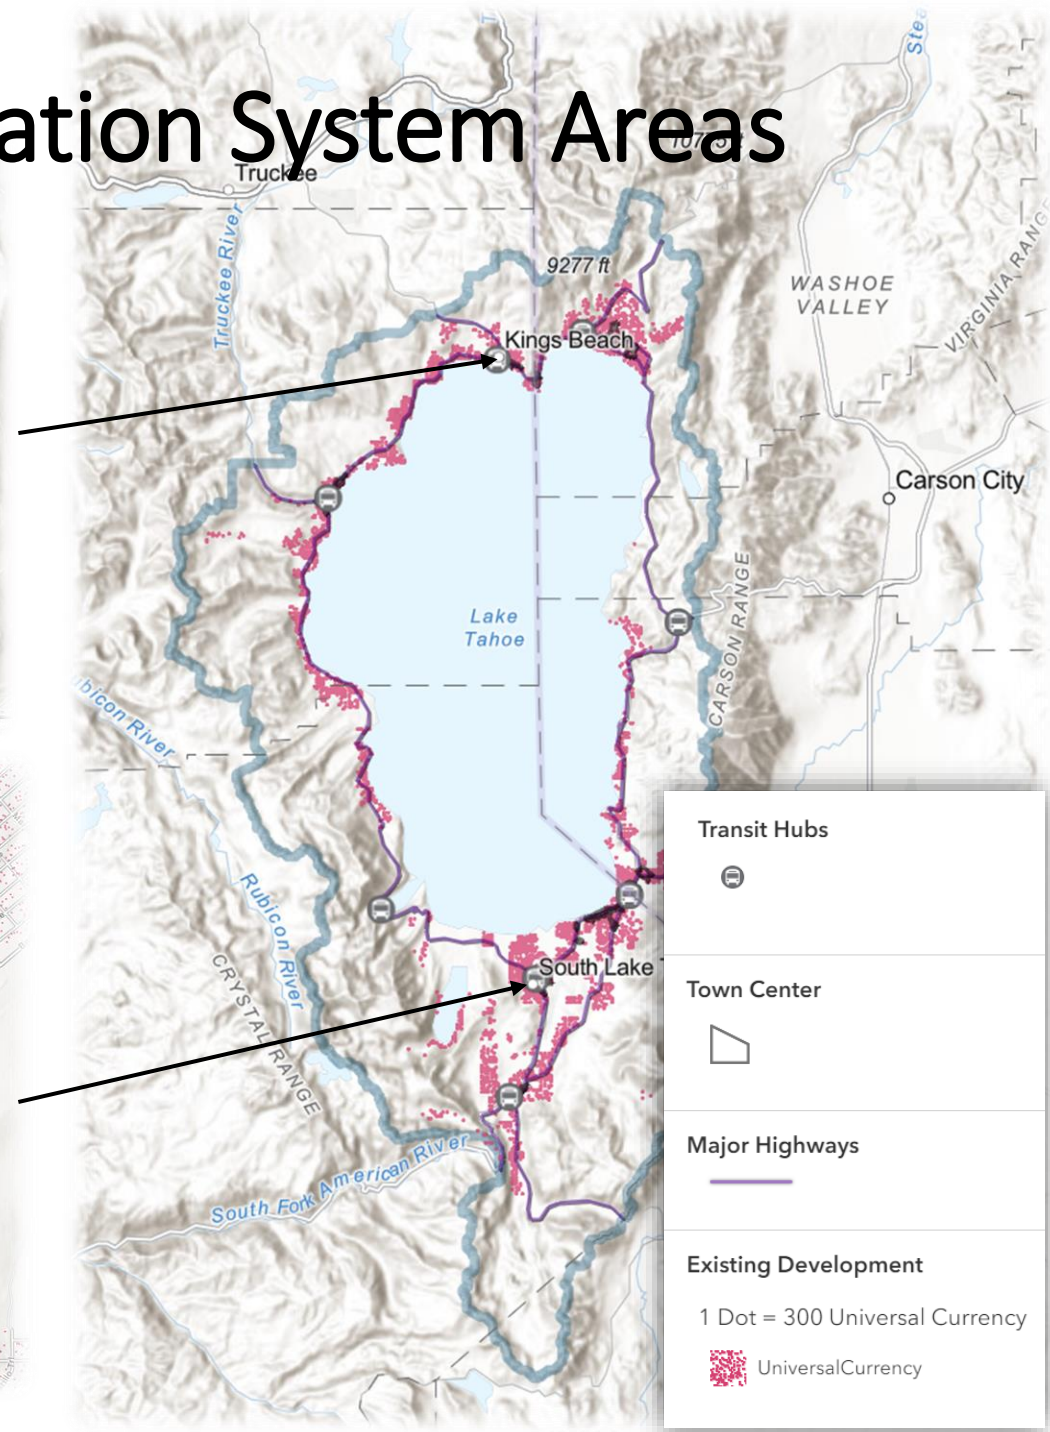 ation System Areas
Truckee
Truckee River
9277 ft
Kings Beach
WASHOE
VALLEY
VIRGINIA RANG
Carson City
CARSON RANGE
Lake
Tahoe
bicon River
Rubicon River
CRYSTAL RANGE
South Lake
South Fork American River
Transit Hubs
Town Center
Major Highways
Existing Development
1 Dot = 300 Universal Currency
UniversalCurrency